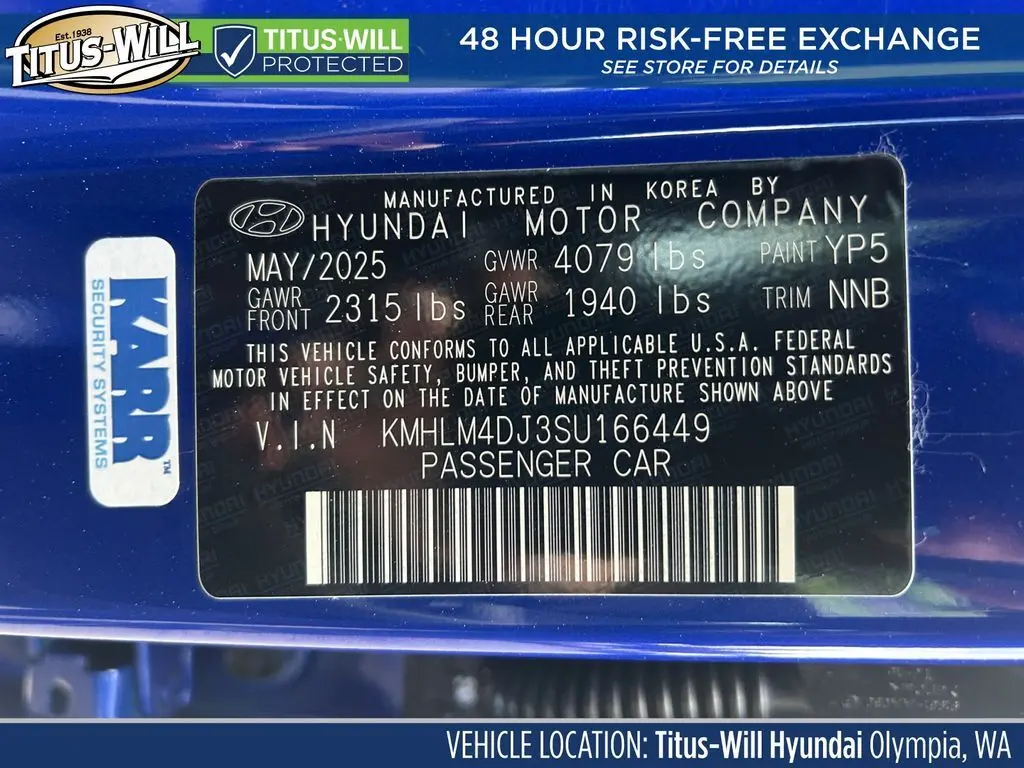 Est.1938
TITUS-WILL
TITUS-WILL
PROTECTED
48 HOUR RISK-FREE EXCHANGE
SEE STORE FOR DETAILS
MANUFACTURED IN KOREA BY
HYUNDAI MOTOR COMPANY
MAY/2025 GVWR 4079 lbs PAINT YP5
GAWR FRONT 2315 lbs GAWR REAR 1940 lbs TRIM NNB
THIS VEHICLE CONFORMS TO ALL APPLICABLE U.S.A. FEDERAL
MOTOR VEHICLE SAFETY, BUMPER, AND THEFT PREVENTION STANDARDS
IN EFFECT ON THE DATE OF MANUFACTURE SHOWN ABOVE
V.I.N KMHLM4DJ3SU166449
PASSENGER CAR
KARR™
SECURITY SYSTEMS
VEHICLE LOCATION: Titus-Will Hyundai Olympia, WA